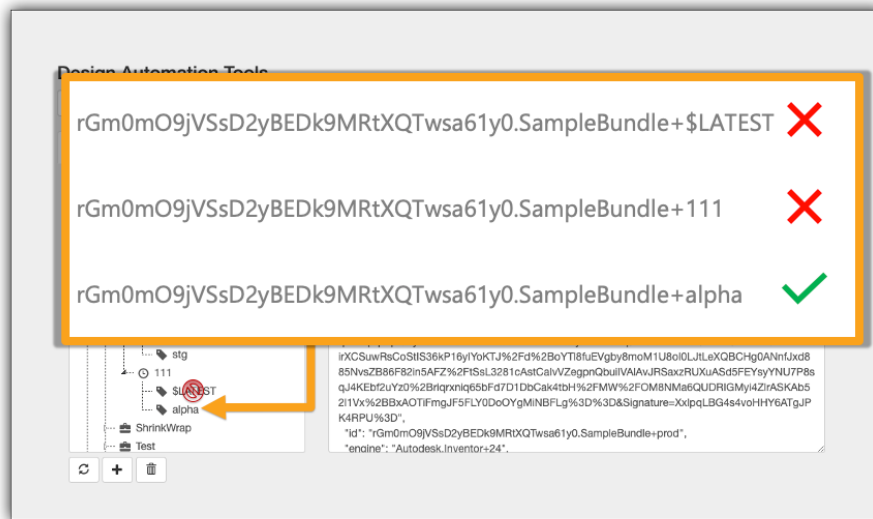 Design Automation Tools
rGm0mO9jVSsD2yBEDk9MRtXQTwsa61y0.SampleBundle+$LATEST
rGm0mO9jVSsD2yBEDk9MRtXQTwsa61y0.SampleBundle+111
rGm0mO9jVSsD2yBEDk9MRtXQTwsa61y0.SampleBundle+alpha
stg
111
$LATEST
alpha
ShrinkWrap
Test
irXCSuwRsCoStIS36kP16yIYoKTJ%2Fd%2BoYTl8fuEVgby8moM1U8ol0LJtLeXQBCHg0ANnfJxd8
85NvsZB86F82in5AFZ%2FtSsL3281cAstCalvVZegpnQbuilVAlAvJRSaxzRUXuASd5FEYsyYNU7P8s
qJ4KEbf2uYz0%2Briqrxniq65bFd7D1DbCak4tbH%2FMW%2FOM8NMa6QUDRIGMyi4ZlrASKAb5
2l1Vx%2BBxAOTiFmgJF5FLY0DoOYgMiNBFLg%3D%3D&Signature=XxlpqLBG4s4voHHY6ATgJP
K4RPU%3D",
"id": "rGm0mO9jVSsD2yBEDk9MRtXQTwsa61y0.SampleBundle+prod",
"engine": "Autodesk.Inventor+24",